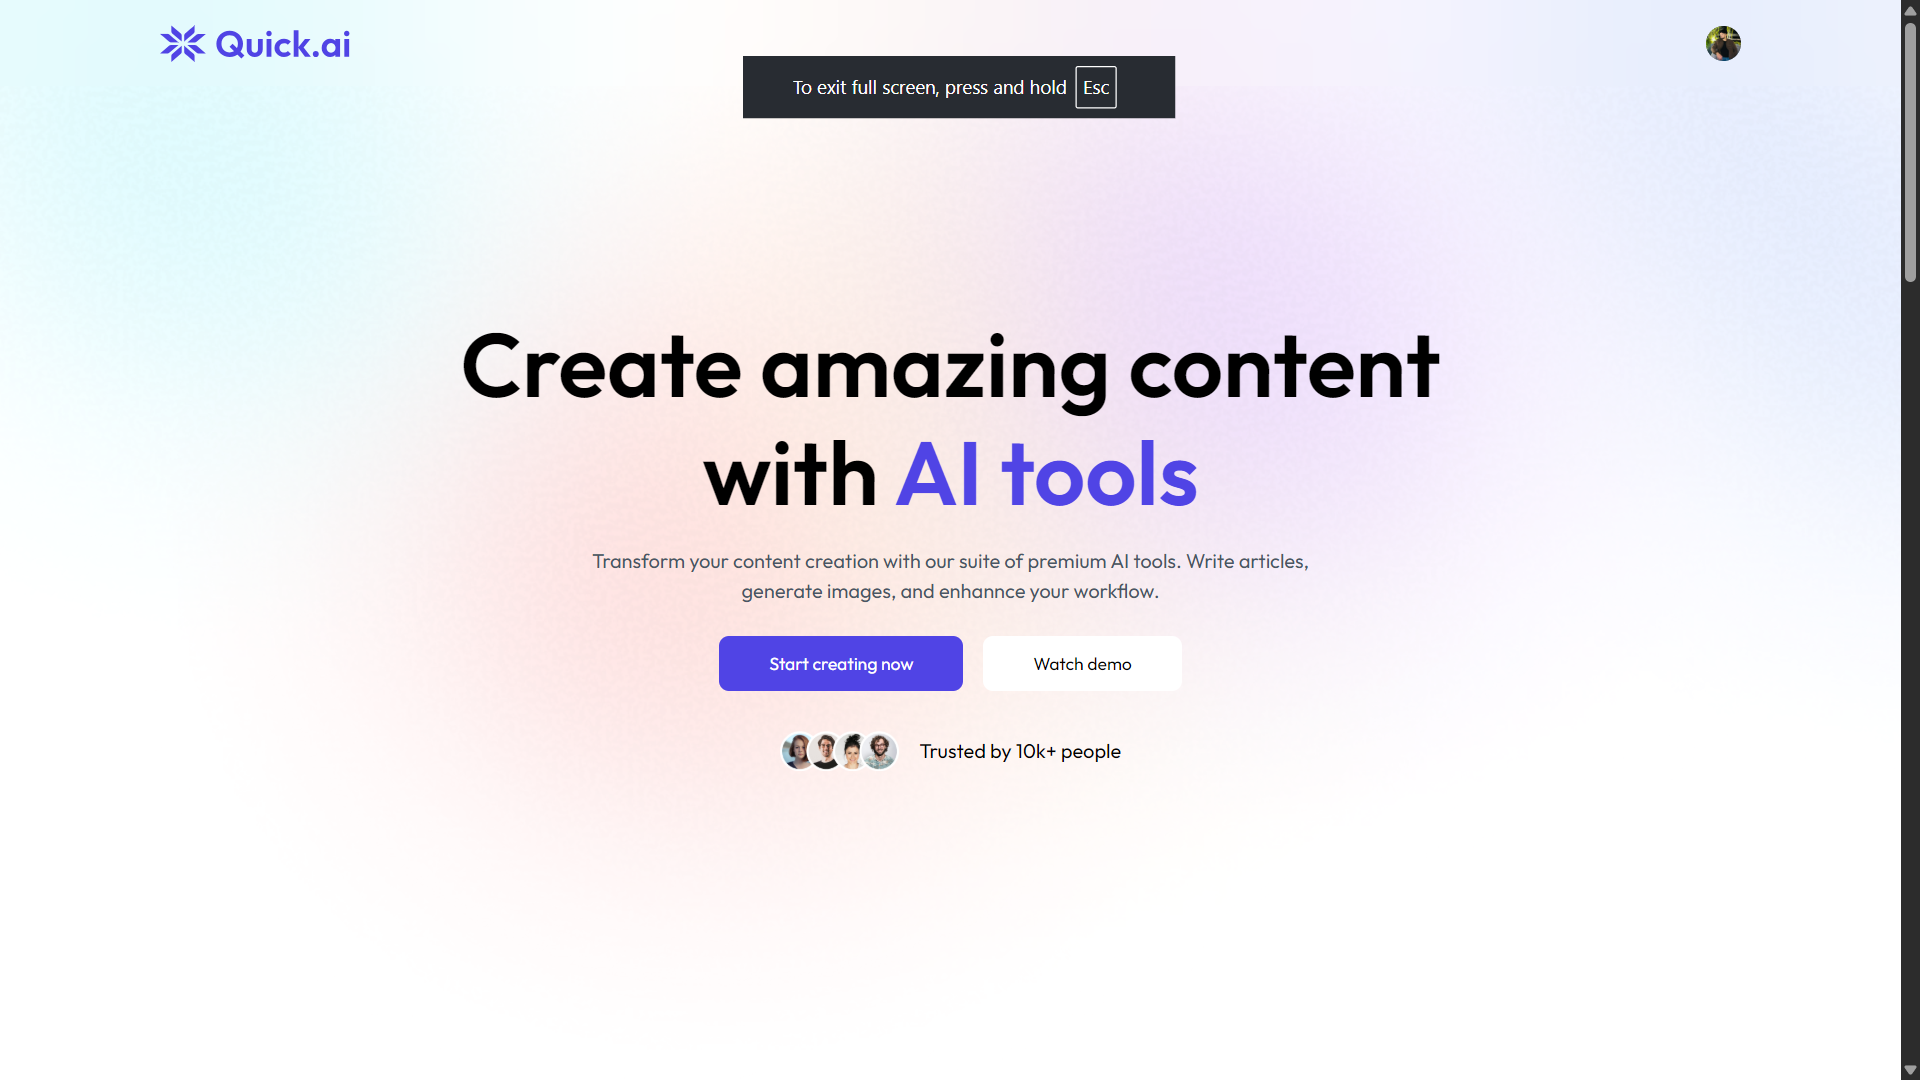 Quick.ai
To exit full screen, press and hold Esc
Create amazing content
with AI tools
Transform your content creation with our suite of premium AI tools. Write articles,
generate images, and enhannce your workflow.
Start creating now
Watch demo
Trusted by 10k+ people